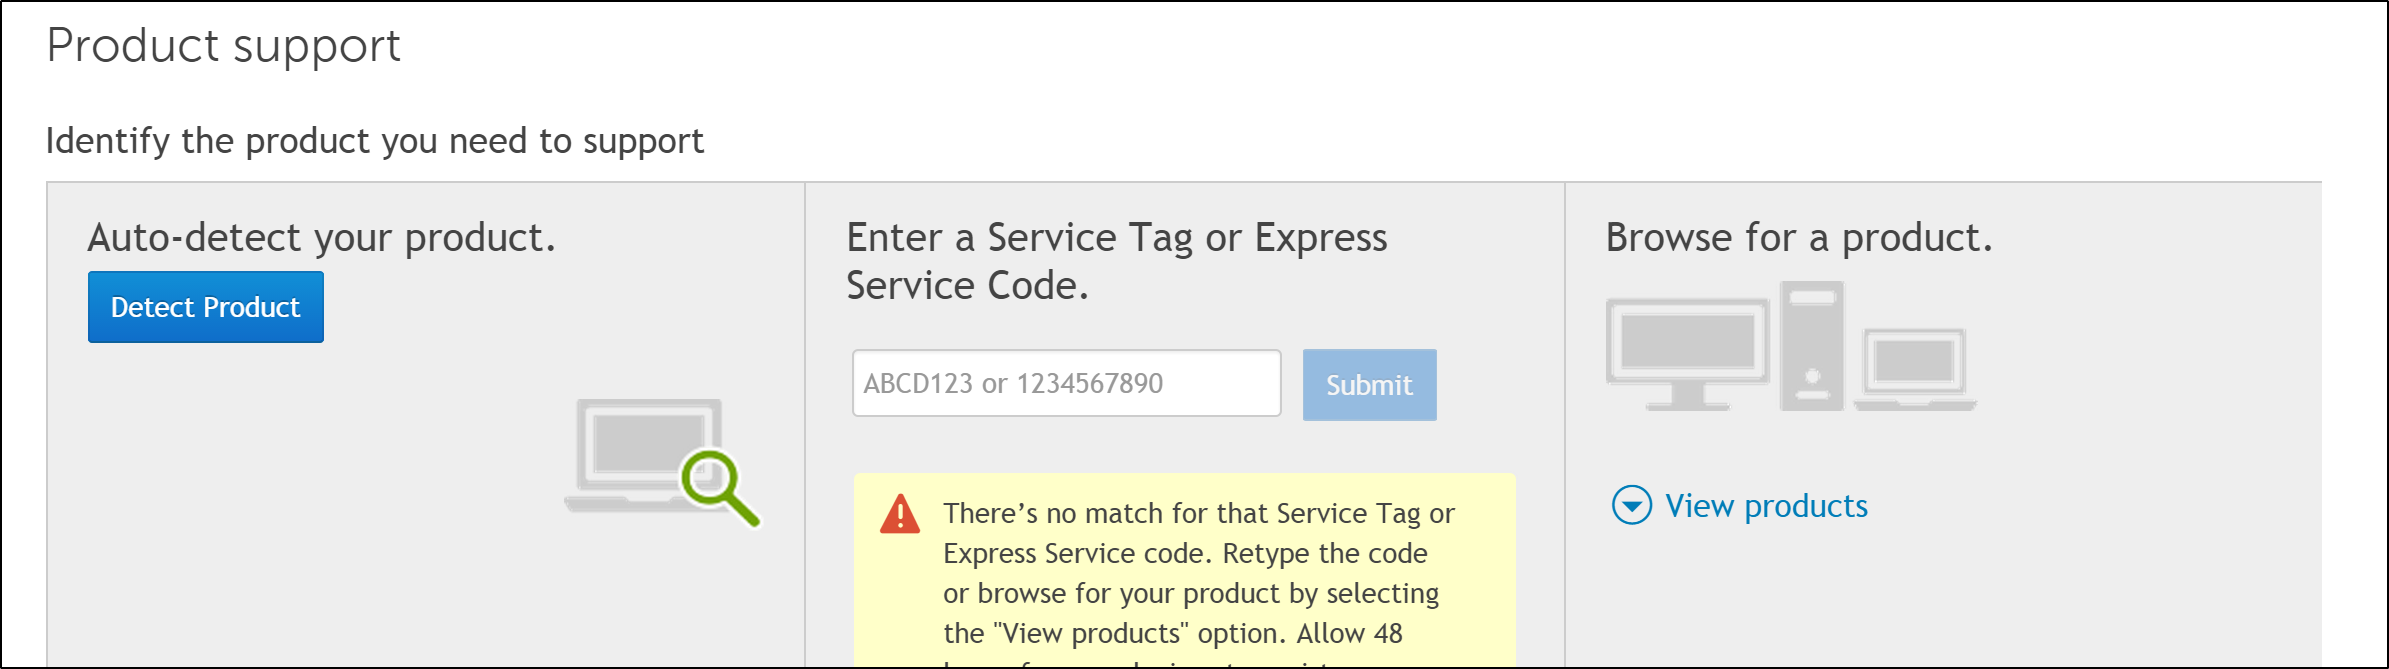 Product support
Identify the product you need to support
Auto-detect your product.
Detect Product
Enter a Service Tag or Express
Service Code.
ABCD123 or 1234567890
Submit
There’s no match for that Service Tag or
Express Service code. Retype the code
or browse for your product by selecting
the "View products" option. Allow 48
Browse for a product.
View products